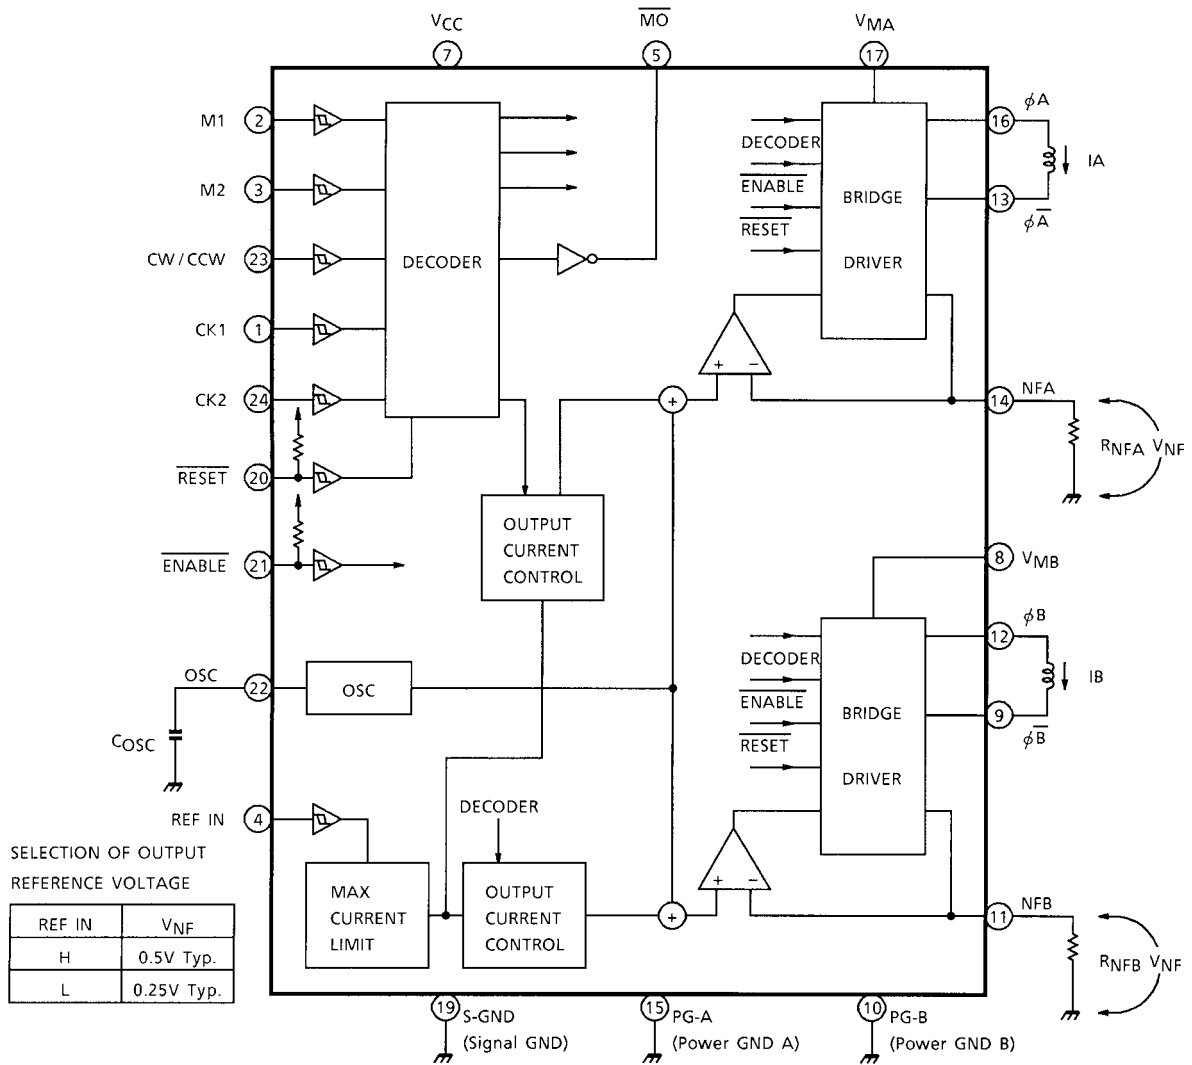 VCC
MO
VMA
7
5
17
M1
2
M2
3
CW / CCW
23
CK1
1
CK2
24
RESET
20
ENABLE
21
DECODER
DECODER
ENABLE
RESET
BRIDGE
DRIVER
16
φA
IA
13
φA
+
−
+
14
NFA
RNFA
VNF
OUTPUT
CURRENT
CONTROL
8
VMB
OSC
22
OSC
COSC
DECODER
ENABLE
RESET
BRIDGE
DRIVER
12
φB
IB
9
φB
REF IN
4
DECODER
MAX
CURRENT
LIMIT
OUTPUT
CURRENT
CONTROL
+
+
−
11
NFB
RNFB
VNF
SELECTION OF OUTPUT
REFERENCE VOLTAGE
REF IN VNF
H 0.5V Typ.
L 0.25V Typ.
19
S-GND
(Signal GND)
15
PG-A
(Power GND A)
10
PG-B
(Power GND B)